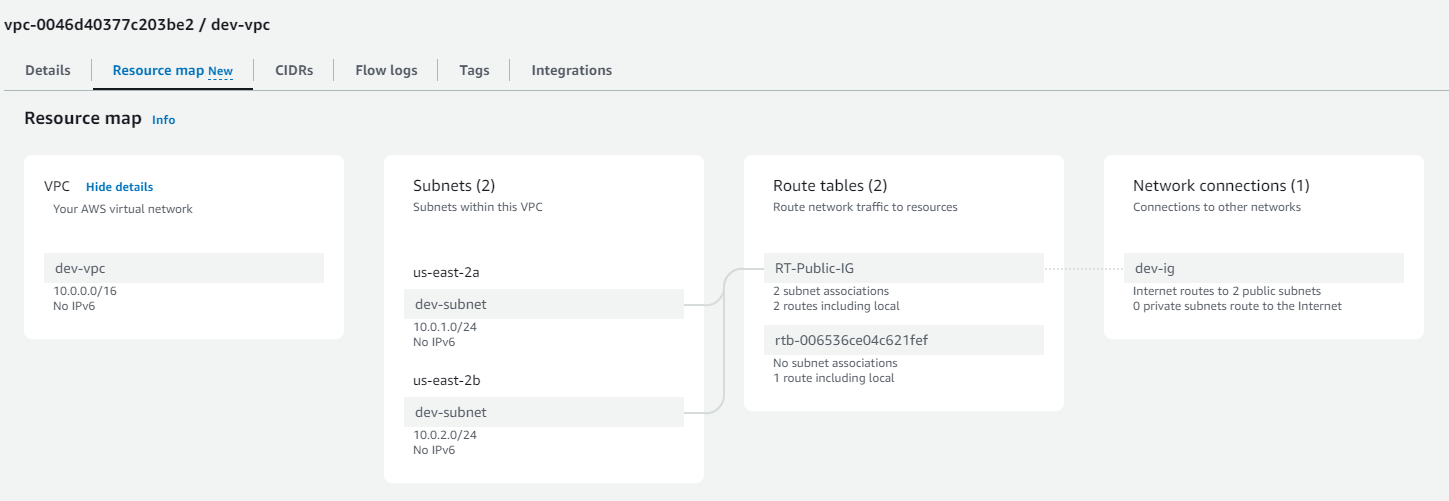 vpc-0046d40377c203be2 / dev-vpc
Details Resource map New CIDRs Flow logs Tags Integrations
Resource map Info
VPC Hide details
Your AWS virtual network
dev-vpc
10.0.0.0/16
No IPv6
Subnets (2)
Subnets within this VPC
us-east-2a
dev-subnet
10.0.1.0/24
No IPv6
us-east-2b
dev-subnet
10.0.2.0/24
No IPv6
Route tables (2)
Route network traffic to resources
RT-Public-IG
2 subnet associations
2 routes including local
rtb-006536ce04c621fef
No subnet associations
1 route including local
Network connections (1)
Connections to other networks
dev-ig
Internet routes to 2 public subnets
0 private subnets route to the Internet